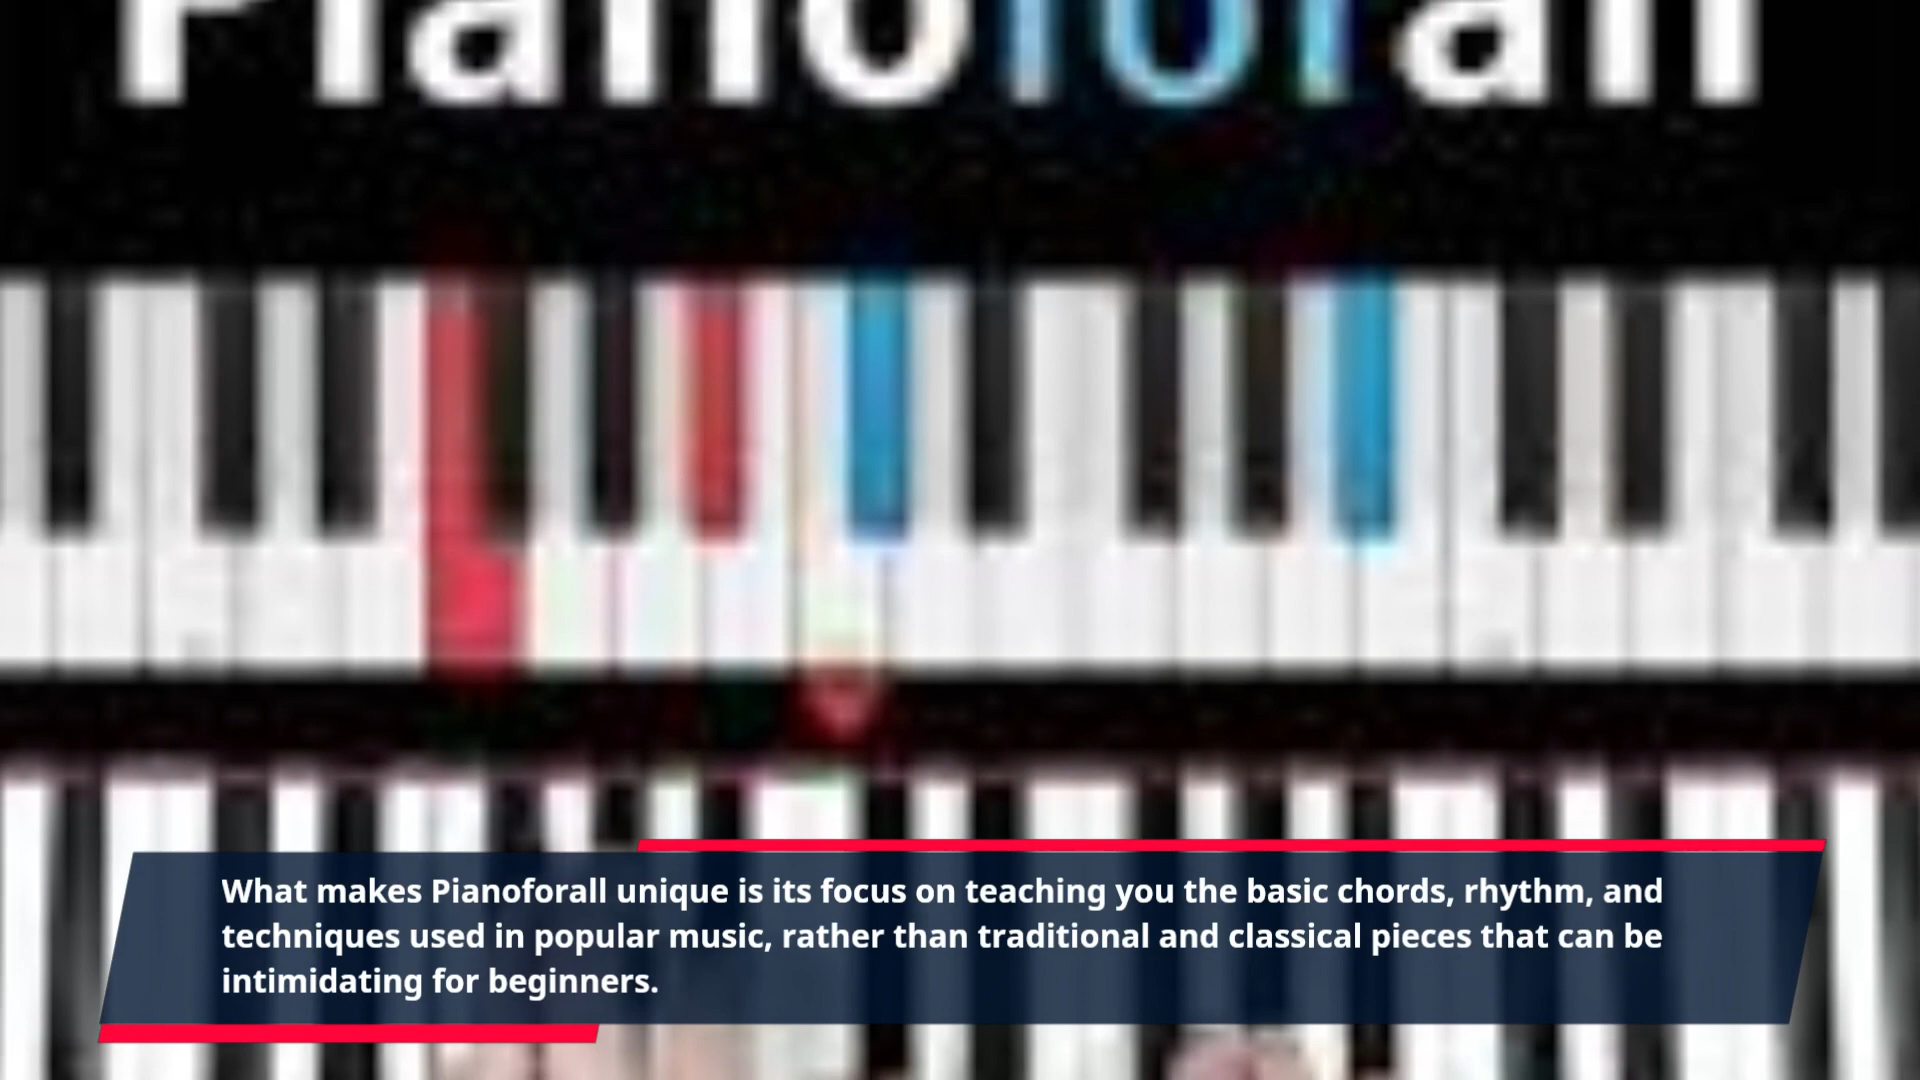 Pianoforall
What makes Pianoforall unique is its focus on teaching you the basic chords, rhythm, and
techniques used in popular music, rather than traditional and classical pieces that can be
intimidating for beginners.